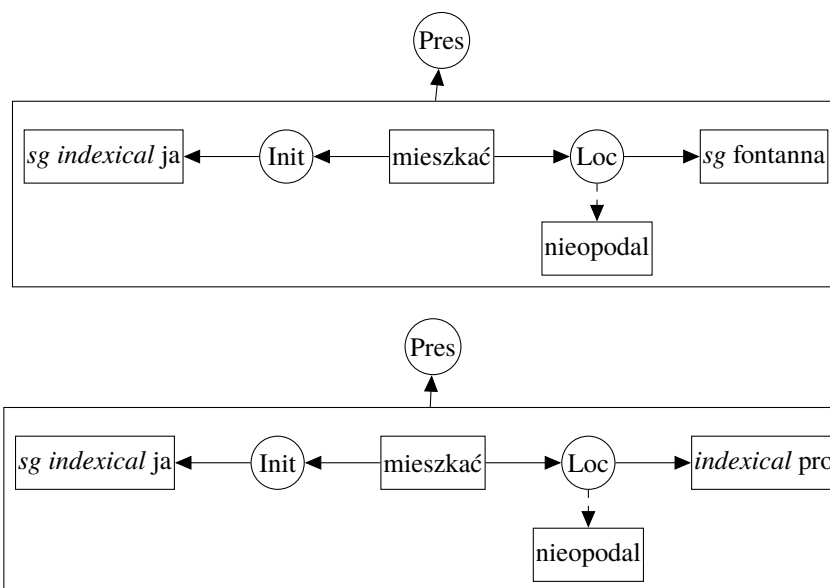 Pres
sg indexical ja Init mieszkać Loc sg fontanna
nieopodal
Pres
sg indexical ja Init mieszkać Loc indexical pro
nieopodal